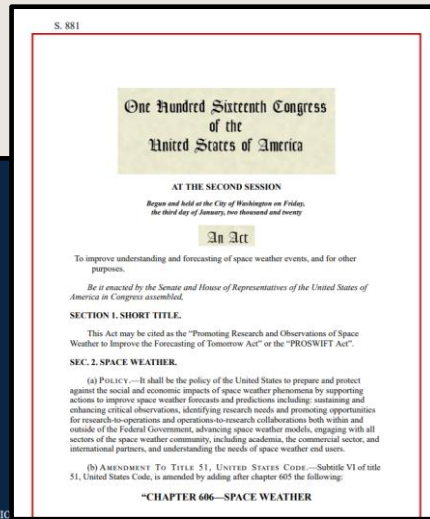 S. 881
One Hundred Sixteenth Congress
of the
United States of America
AT THE SECOND SESSION
Begun and held at the City of Washington on Friday,
the third day of January, two thousand and twenty
An Act
To improve understanding and forecasting of space weather events, and for other
purposes.
Be it enacted by the Senate and House of Representatives of the United States of
America in Congress assembled,
SECTION 1. SHORT TITLE.
This Act may be cited as the “Promoting Research and Observations of Space
Weather to Improve the Forecasting of Tomorrow Act” or the “PROSWIFT Act”.
SEC. 2. SPACE WEATHER.
(a) POLICY.—It shall be the policy of the United States to prepare and protect
against the social and economic impacts of space weather phenomena by supporting
actions to improve space weather forecasts and predictions including: sustaining and
enhancing critical observations, identifying research needs and promoting opportunities
for research-to-operations and operations-to-research collaborations both within and
outside of the Federal Government, advancing space weather models, engaging with all
sectors of the space weather community, including academia, the commercial sector, and
international partners, and understanding the needs of space weather end users.
(b) AMENDMENT TO TITLE 51, UNITED STATES CODE.—Subtitle VI of title
51, United States Code, is amended by adding after chapter 605 the following:
“CHAPTER 606—SPACE WEATHER